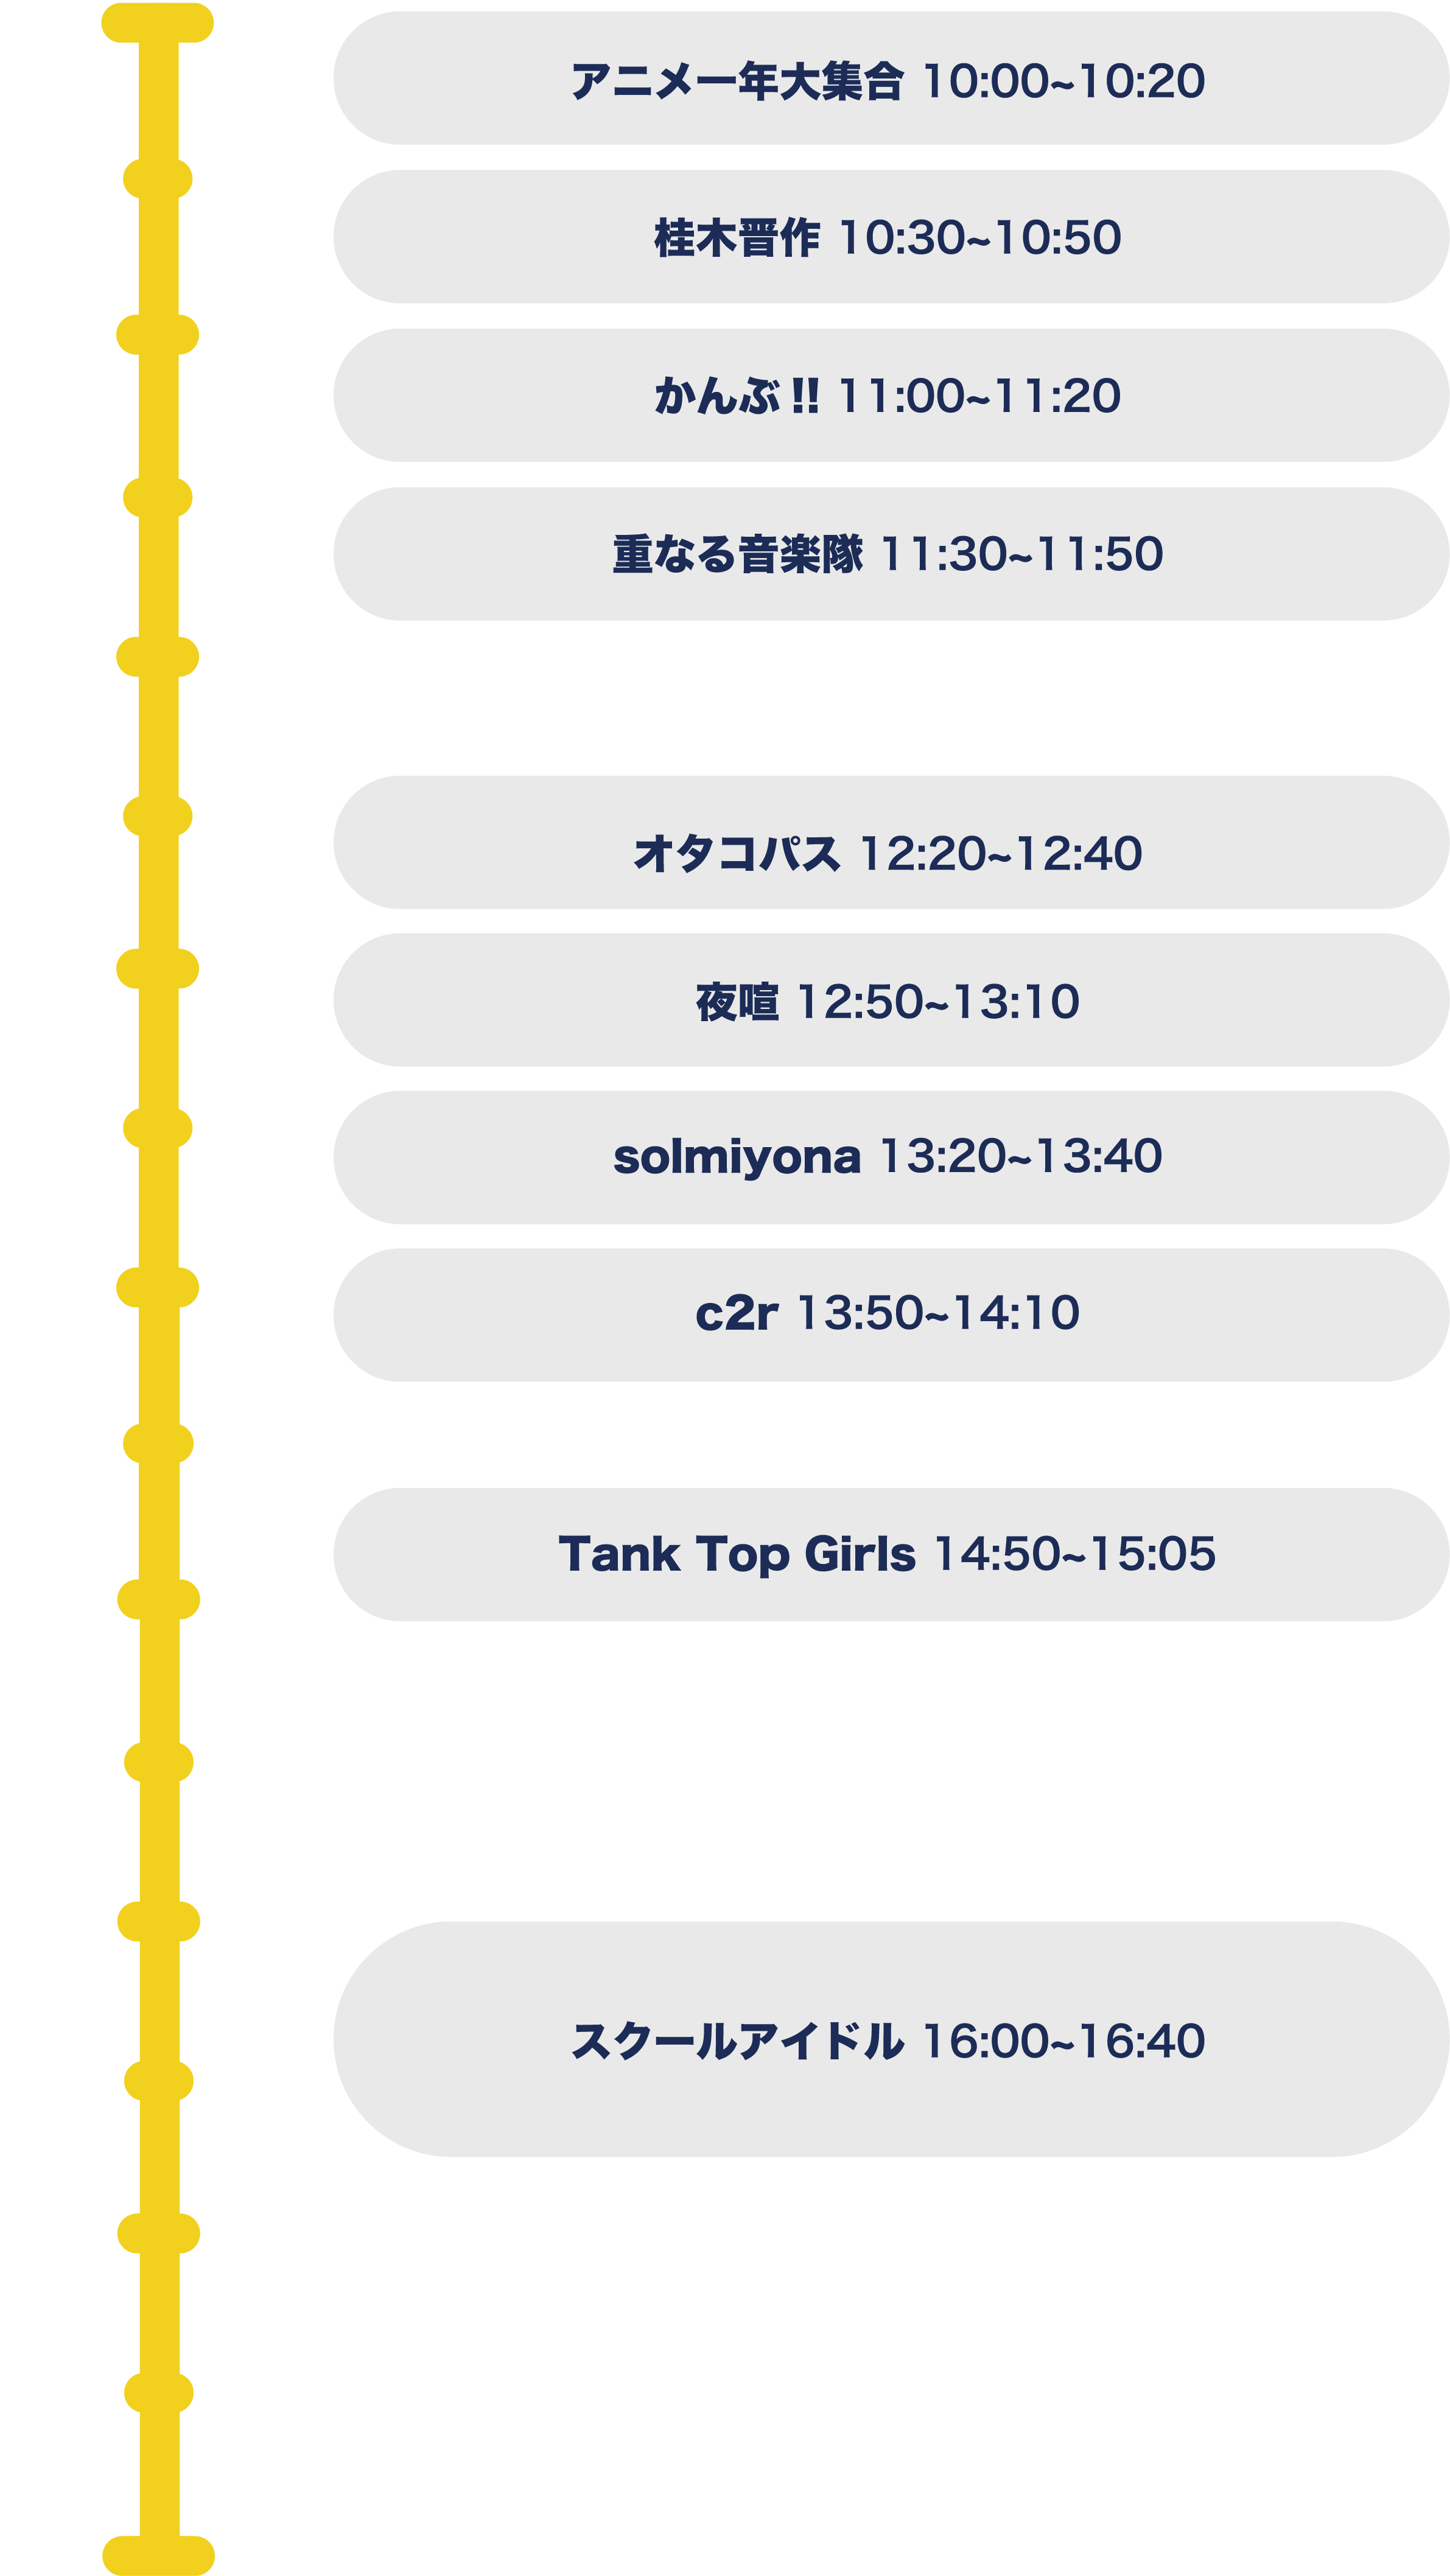 アニメ一年大集合 10:00~10:20
桂木晋作 10:30~10:50
かんぶ!! 11:00~11:20
重なる音楽隊 11:30~11:50
オタコパス 12:20~12:40
夜喧 12:50~13:10
solmiyona 13:20~13:40
c2r 13:50~14:10
Tank Top Girls 14:50~15:05
スクールアイドル 16:00~16:40